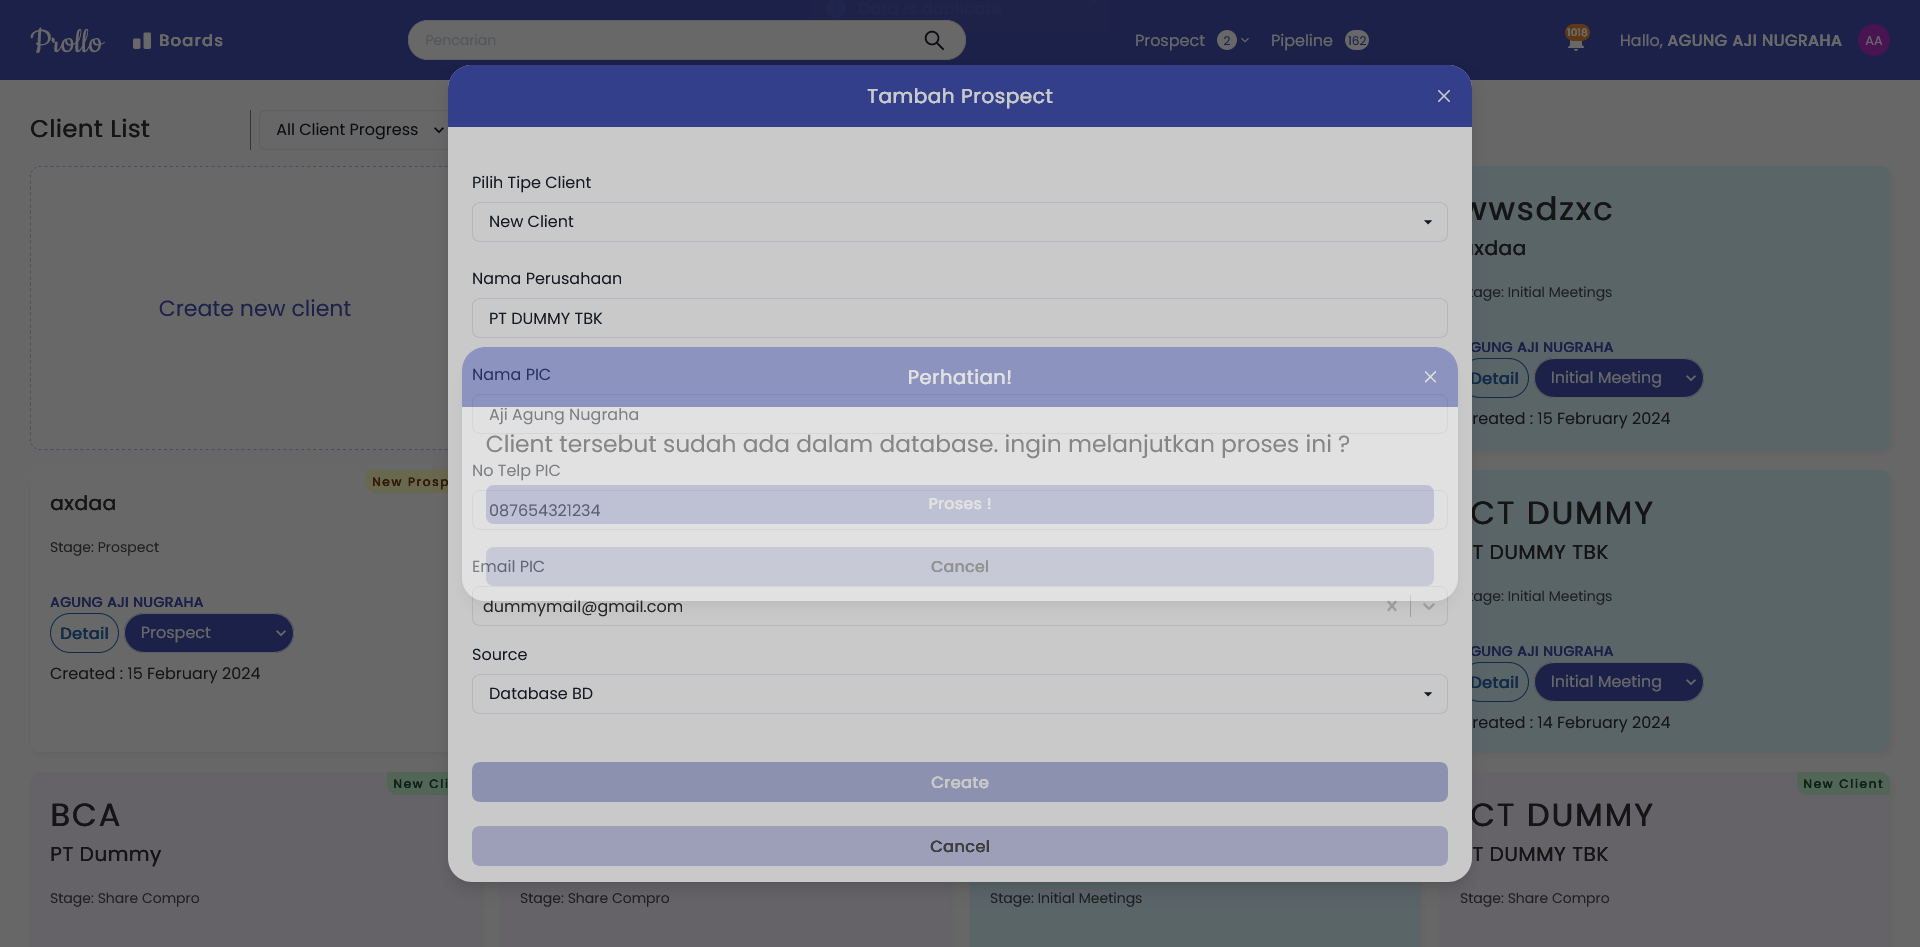 Data is duplicate
Prollo
Boards
Pencarian
Prospect 2
Pipeline 162
1018
Hallo, AGUNG AJI NUGRAHA
AA
Tambah Prospect
Client List
All Client Progress
Create new client
Pilih Tipe Client
New Client
Nama Perusahaan
PT DUMMY TBK
Nama PIC
Aji Agung Nugraha
No Telp PIC
087654321234
Email PIC
dummymail@gmail.com
Source
Database BD
Create
Cancel
Perhatian!
Client tersebut sudah ada dalam database. ingin melanjutkan proses ini ?
Proses !
Cancel
wwsdzxc
axdaa
tage: Initial Meetings
GUNG AJI NUGRAHA
Detail
Initial Meeting
reated : 15 February 2024
New Prosp
axdaa
Stage: Prospect
AGUNG AJI NUGRAHA
Detail
Prospect
Created : 15 February 2024
CT DUMMY
T DUMMY TBK
tage: Initial Meetings
GUNG AJI NUGRAHA
Detail
Initial Meeting
reated : 14 February 2024
New Cli
BCA
PT Dummy
Stage: Share Compro
Stage: Share Compro
Stage: Initial Meetings
New Client
CT DUMMY
T DUMMY TBK
Stage: Share Compro